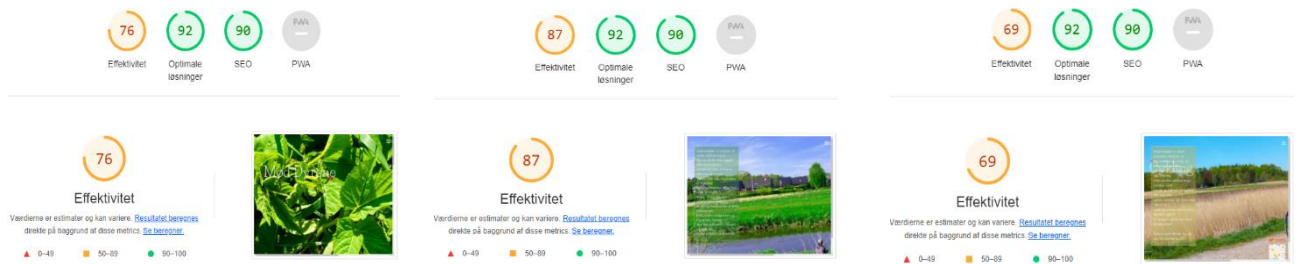 76 92 90 PWA
Effektivitet Optimale løsninger SEO PWA
76
Effektivitet
Værdierne er estimater og kan variere. Resultatet beregnes
direkte på baggrund af disse metrics. Se beregner.
0–49 50–89 90–100
87 92 90 PWA
Effektivitet Optimale løsninger SEO PWA
87
Effektivitet
Værdierne er estimater og kan variere. Resultatet beregnes
direkte på baggrund af disse metrics. Se beregner.
0–49 50–89 90–100
69 92 90 PWA
Effektivitet Optimale løsninger SEO PWA
69
Effektivitet
Værdierne er estimater og kan variere. Resultatet beregnes
direkte på baggrund af disse metrics. Se beregner.
0–49 50–89 90–100